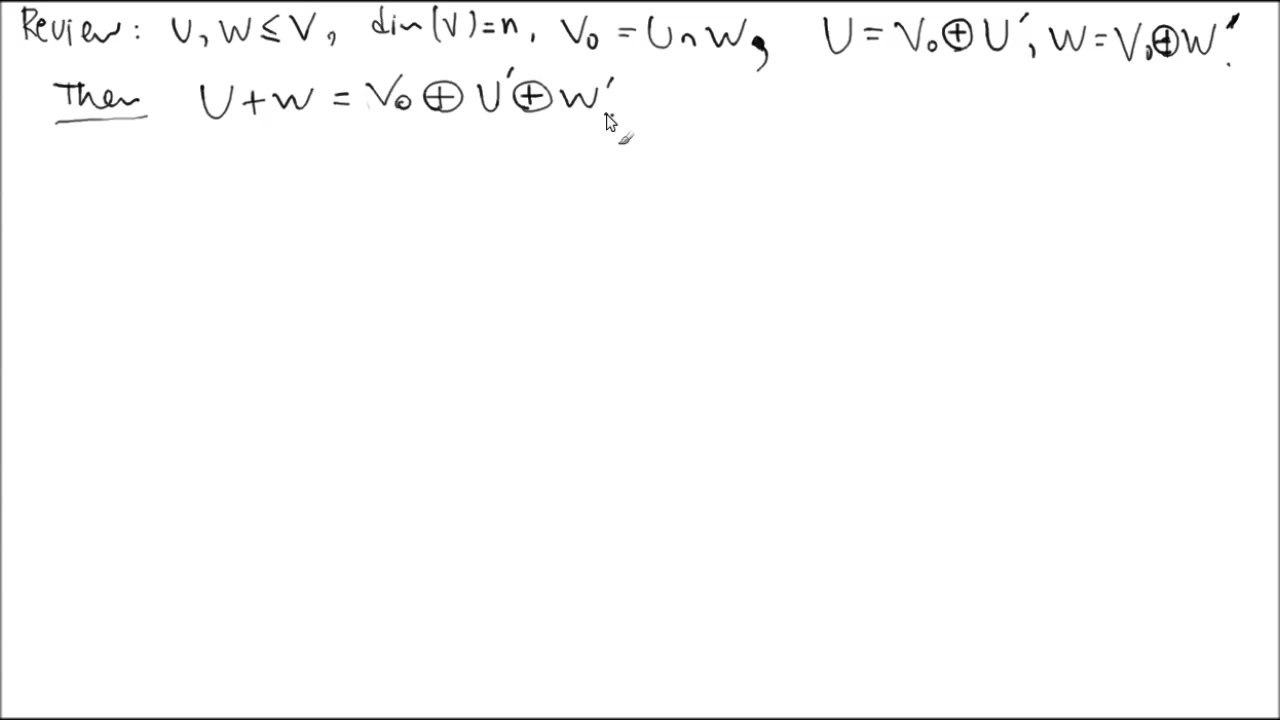 Review: U, W ≤ V, dim(V)=n, V₀ = U∩W, U = V₀⊕U', W=V₀⊕W'.
Then U+W = V₀ ⊕ U'⊕W'